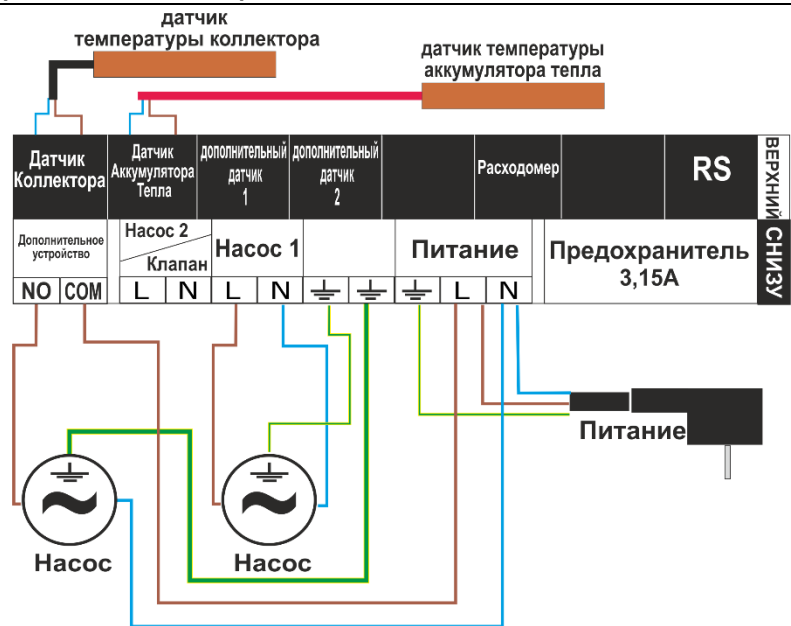 датчик
температуры коллектора
датчик температуры
аккумулятора тепла
Датчик
Коллектора
Датчик
Аккумулятора
Тепла
дополнительный
датчик
1
дополнительный
датчик
2
Расходомер
RS
ВЕРХНИЙ
Дополнительное
устройство
Насос 2
Клапан
Насос 1
Питание
Предохранитель
3,15А
СНИЗУ
NO COM L N L N L N
Питание
Насос
Насос